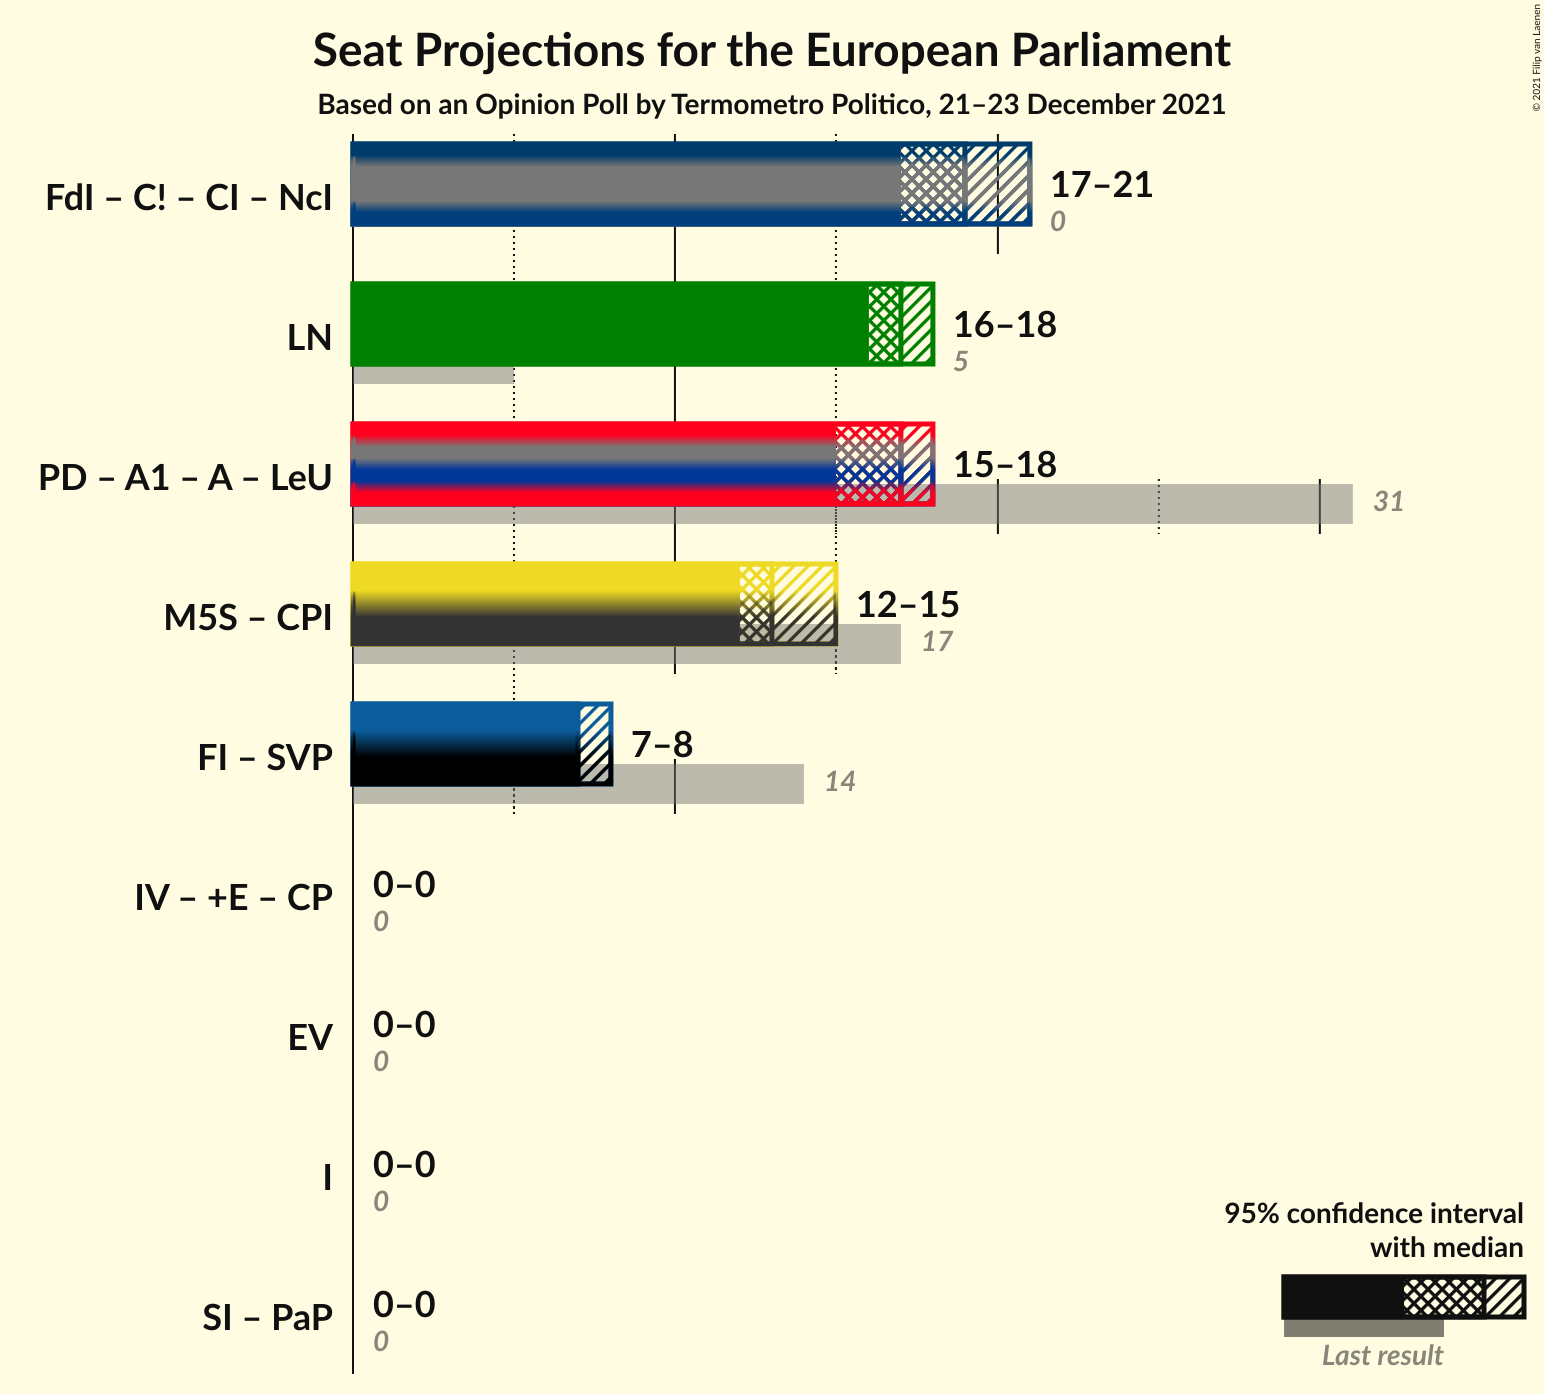 Seat Projections for the European Parliament
Based on an Opinion Poll by Termometro Politico, 21–23 December 2021
© 2021 Filip van Laenen
FdI – C! – CI – NcI
17–21
0
LN
16–18
5
PD – A1 – A – LeU
15–18
31
M5S – CPI
12–15
17
FI – SVP
7–8
14
IV – +E – CP
0–0
0
EV
0–0
0
I
0–0
0
SI – PaP
0–0
0
95% confidence interval
with median
Last result